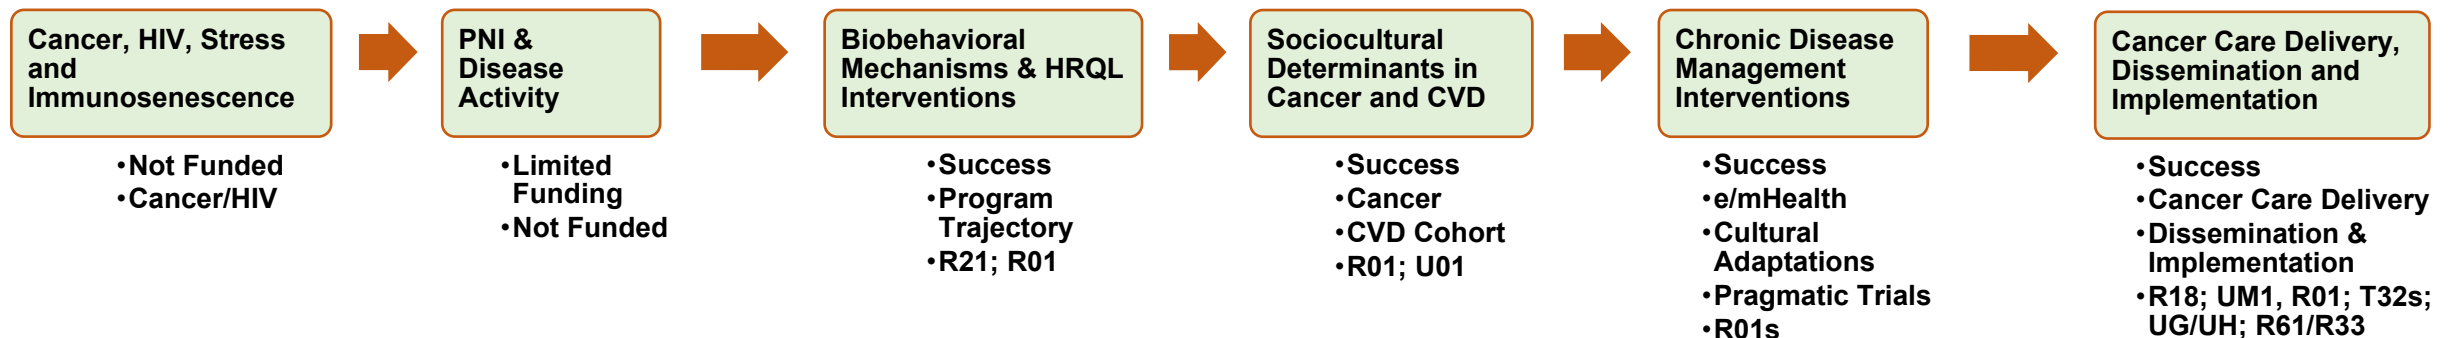 Cancer, HIV, Stress
and
Immunosenescence
•Not Funded
•Cancer/HIV
PNI &
Disease
Activity
•Limited
Funding
•Not Funded
Biobehavioral
Mechanisms & HRQL
Interventions
•Success
•Program
Trajectory
•R21; R01
Sociocultural
Determinants in
Cancer and CVD
•Success
•Cancer
•CVD Cohort
•R01; U01
Chronic Disease
Management
Interventions
•Success
•e/mHealth
•Cultural
Adaptations
•Pragmatic Trials
•R01s
Cancer Care Delivery,
Dissemination and
Implementation
•Success
•Cancer Care Delivery
•Dissemination &
Implementation
•R18; UM1, R01; T32s;
UG/UH; R61/R33